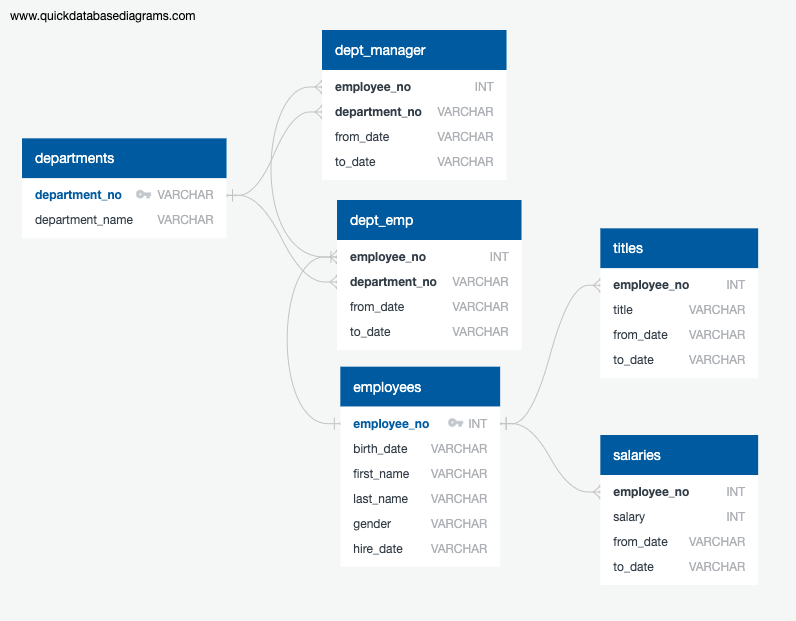 www.quickdatabasediagrams.com
dept_manager
employee_no INT
department_no VARCHAR
from_date VARCHAR
to_date VARCHAR
departments
department_no VARCHAR
department_name VARCHAR
dept_emp
employee_no INT
department_no VARCHAR
from_date VARCHAR
to_date VARCHAR
titles
employee_no INT
title VARCHAR
from_date VARCHAR
to_date VARCHAR
employees
employee_no INT
birth_date VARCHAR
first_name VARCHAR
last_name VARCHAR
gender VARCHAR
hire_date VARCHAR
salaries
employee_no INT
salary INT
from_date VARCHAR
to_date VARCHAR